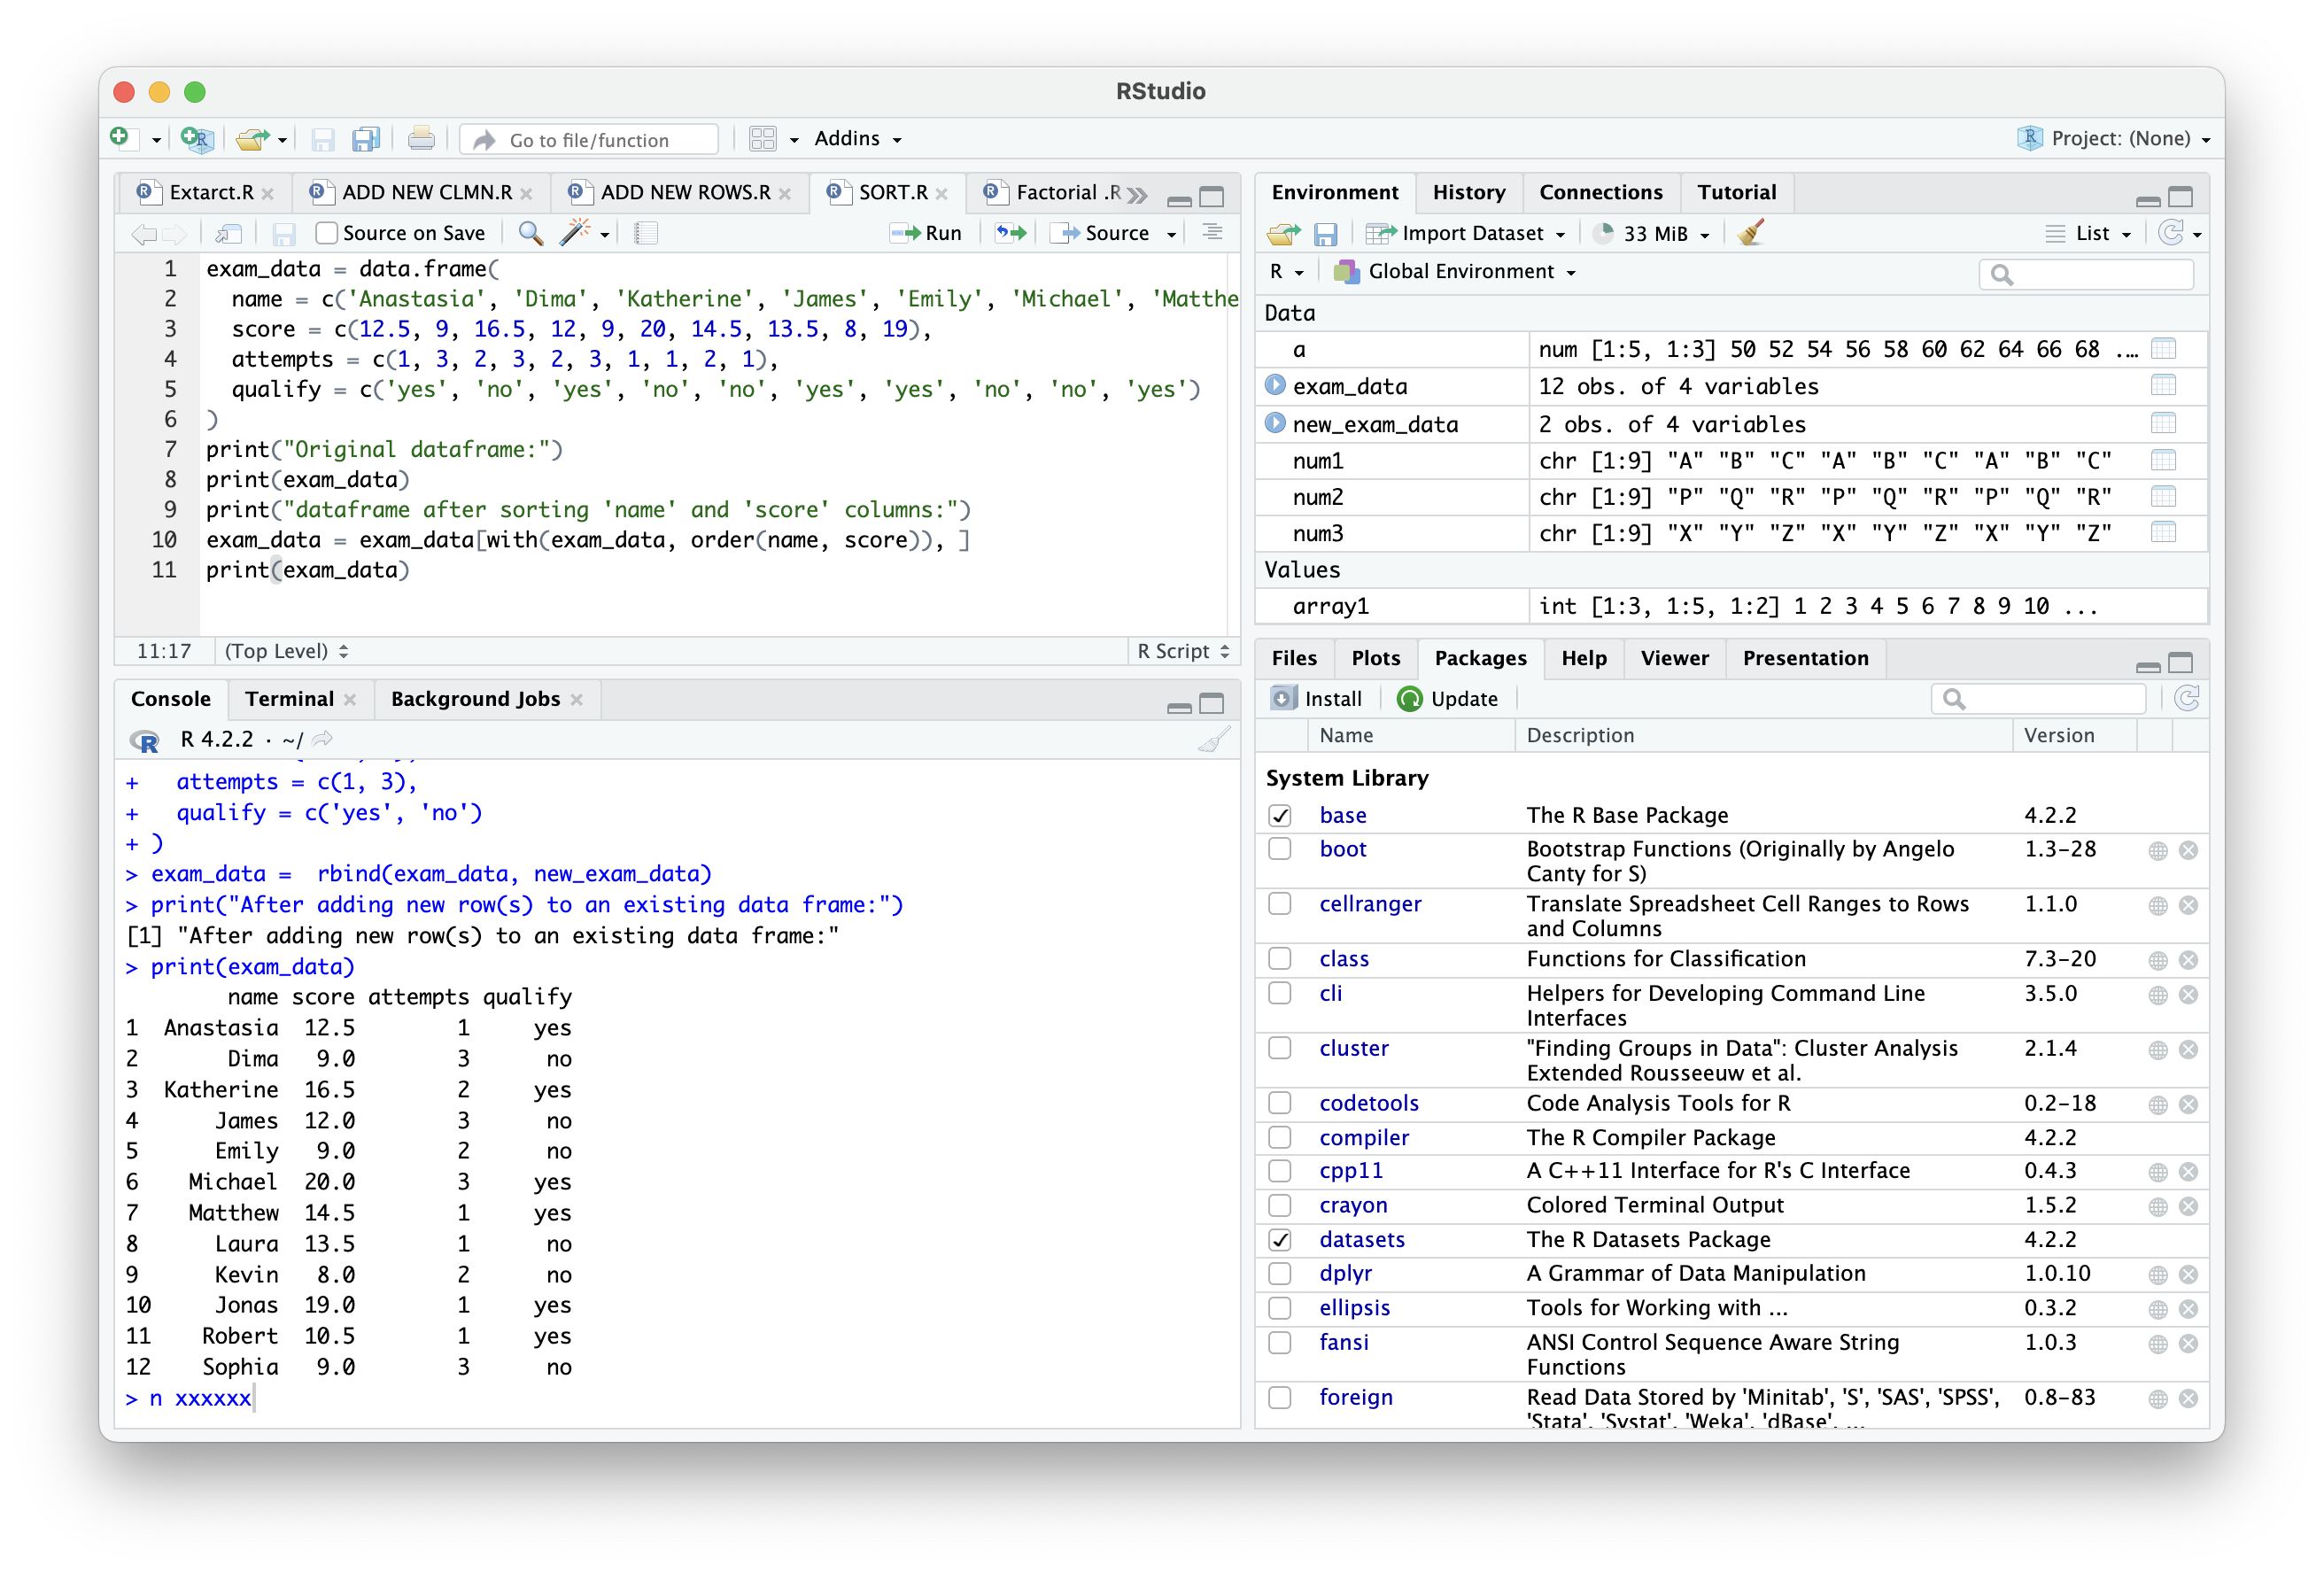 RStudio
Go to file/function
Addins
Project: (None)
Extarct.R
ADD NEW CLMN.R
ADD NEW ROWS.R
SORT.R
Factorial .R
Source on Save
Run
Source
1 exam_data = data.frame(
2 name = c('Anastasia', 'Dima', 'Katherine', 'James', 'Emily', 'Michael', 'Matthe
3 score = c(12.5, 9, 16.5, 12, 9, 20, 14.5, 13.5, 8, 19),
4 attempts = c(1, 3, 2, 3, 2, 3, 1, 1, 2, 1),
5 qualify = c('yes', 'no', 'yes', 'no', 'no', 'yes', 'yes', 'no', 'no', 'yes')
6 )
7 print("Original dataframe:")
8 print(exam_data)
9 print("dataframe after sorting 'name' and 'score' columns:")
10 exam_data = exam_data[with(exam_data, order(name, score)), ]
11 print(exam_data)
11:17 (Top Level) R Script
Console Terminal Background Jobs
R 4.2.2 · ~/
+ attempts = c(1, 3),
+ qualify = c('yes', 'no')
+ )
> exam_data =  rbind(exam_data, new_exam_data)
> print("After adding new row(s) to an existing data frame:")
[1] "After adding new row(s) to an existing data frame:"
> print(exam_data)
name score attempts qualify
1 Anastasia 12.5 1 yes
2 Dima 9.0 3 no
3 Katherine 16.5 2 yes
4 James 12.0 3 no
5 Emily 9.0 2 no
6 Michael 20.0 3 yes
7 Matthew 14.5 1 yes
8 Laura 13.5 1 no
9 Kevin 8.0 2 no
10 Jonas 19.0 1 yes
11 Robert 10.5 1 yes
12 Sophia 9.0 3 no
> n xxxxxx
Environment History Connections Tutorial
Import Dataset 33 MiB List
R Global Environment
Data
a num [1:5, 1:3] 50 52 54 56 58 60 62 64 66 68 ...
exam_data 12 obs. of 4 variables
new_exam_data 2 obs. of 4 variables
num1 chr [1:9] "A" "B" "C" "A" "B" "C" "A" "B" "C"
num2 chr [1:9] "P" "Q" "R" "P" "Q" "R" "P" "Q" "R"
num3 chr [1:9] "X" "Y" "Z" "X" "Y" "Z" "X" "Y" "Z"
Values
array1 int [1:3, 1:5, 1:2] 1 2 3 4 5 6 7 8 9 10 ...
Files Plots Packages Help Viewer Presentation
Install Update
Name Description Version
System Library
base The R Base Package 4.2.2
boot Bootstrap Functions (Originally by Angelo 1.3-28
Canty for S)
cellranger Translate Spreadsheet Cell Ranges to Rows 1.1.0
and Columns
class Functions for Classification 7.3-20
cli Helpers for Developing Command Line 3.5.0
Interfaces
cluster "Finding Groups in Data": Cluster Analysis 2.1.4
Extended Rousseeuw et al.
codetools Code Analysis Tools for R 0.2-18
compiler The R Compiler Package 4.2.2
cpp11 A C++11 Interface for R's C Interface 0.4.3
crayon Colored Terminal Output 1.5.2
datasets The R Datasets Package 4.2.2
dplyr A Grammar of Data Manipulation 1.0.10
ellipsis Tools for Working with ... 0.3.2
fansi ANSI Control Sequence Aware String 1.0.3
Functions
foreign Read Data Stored by 'Minitab', 'S', 'SAS', 'SPSS', 0.8-83
'Stata', 'Systat', 'Weka', 'dBase', ...